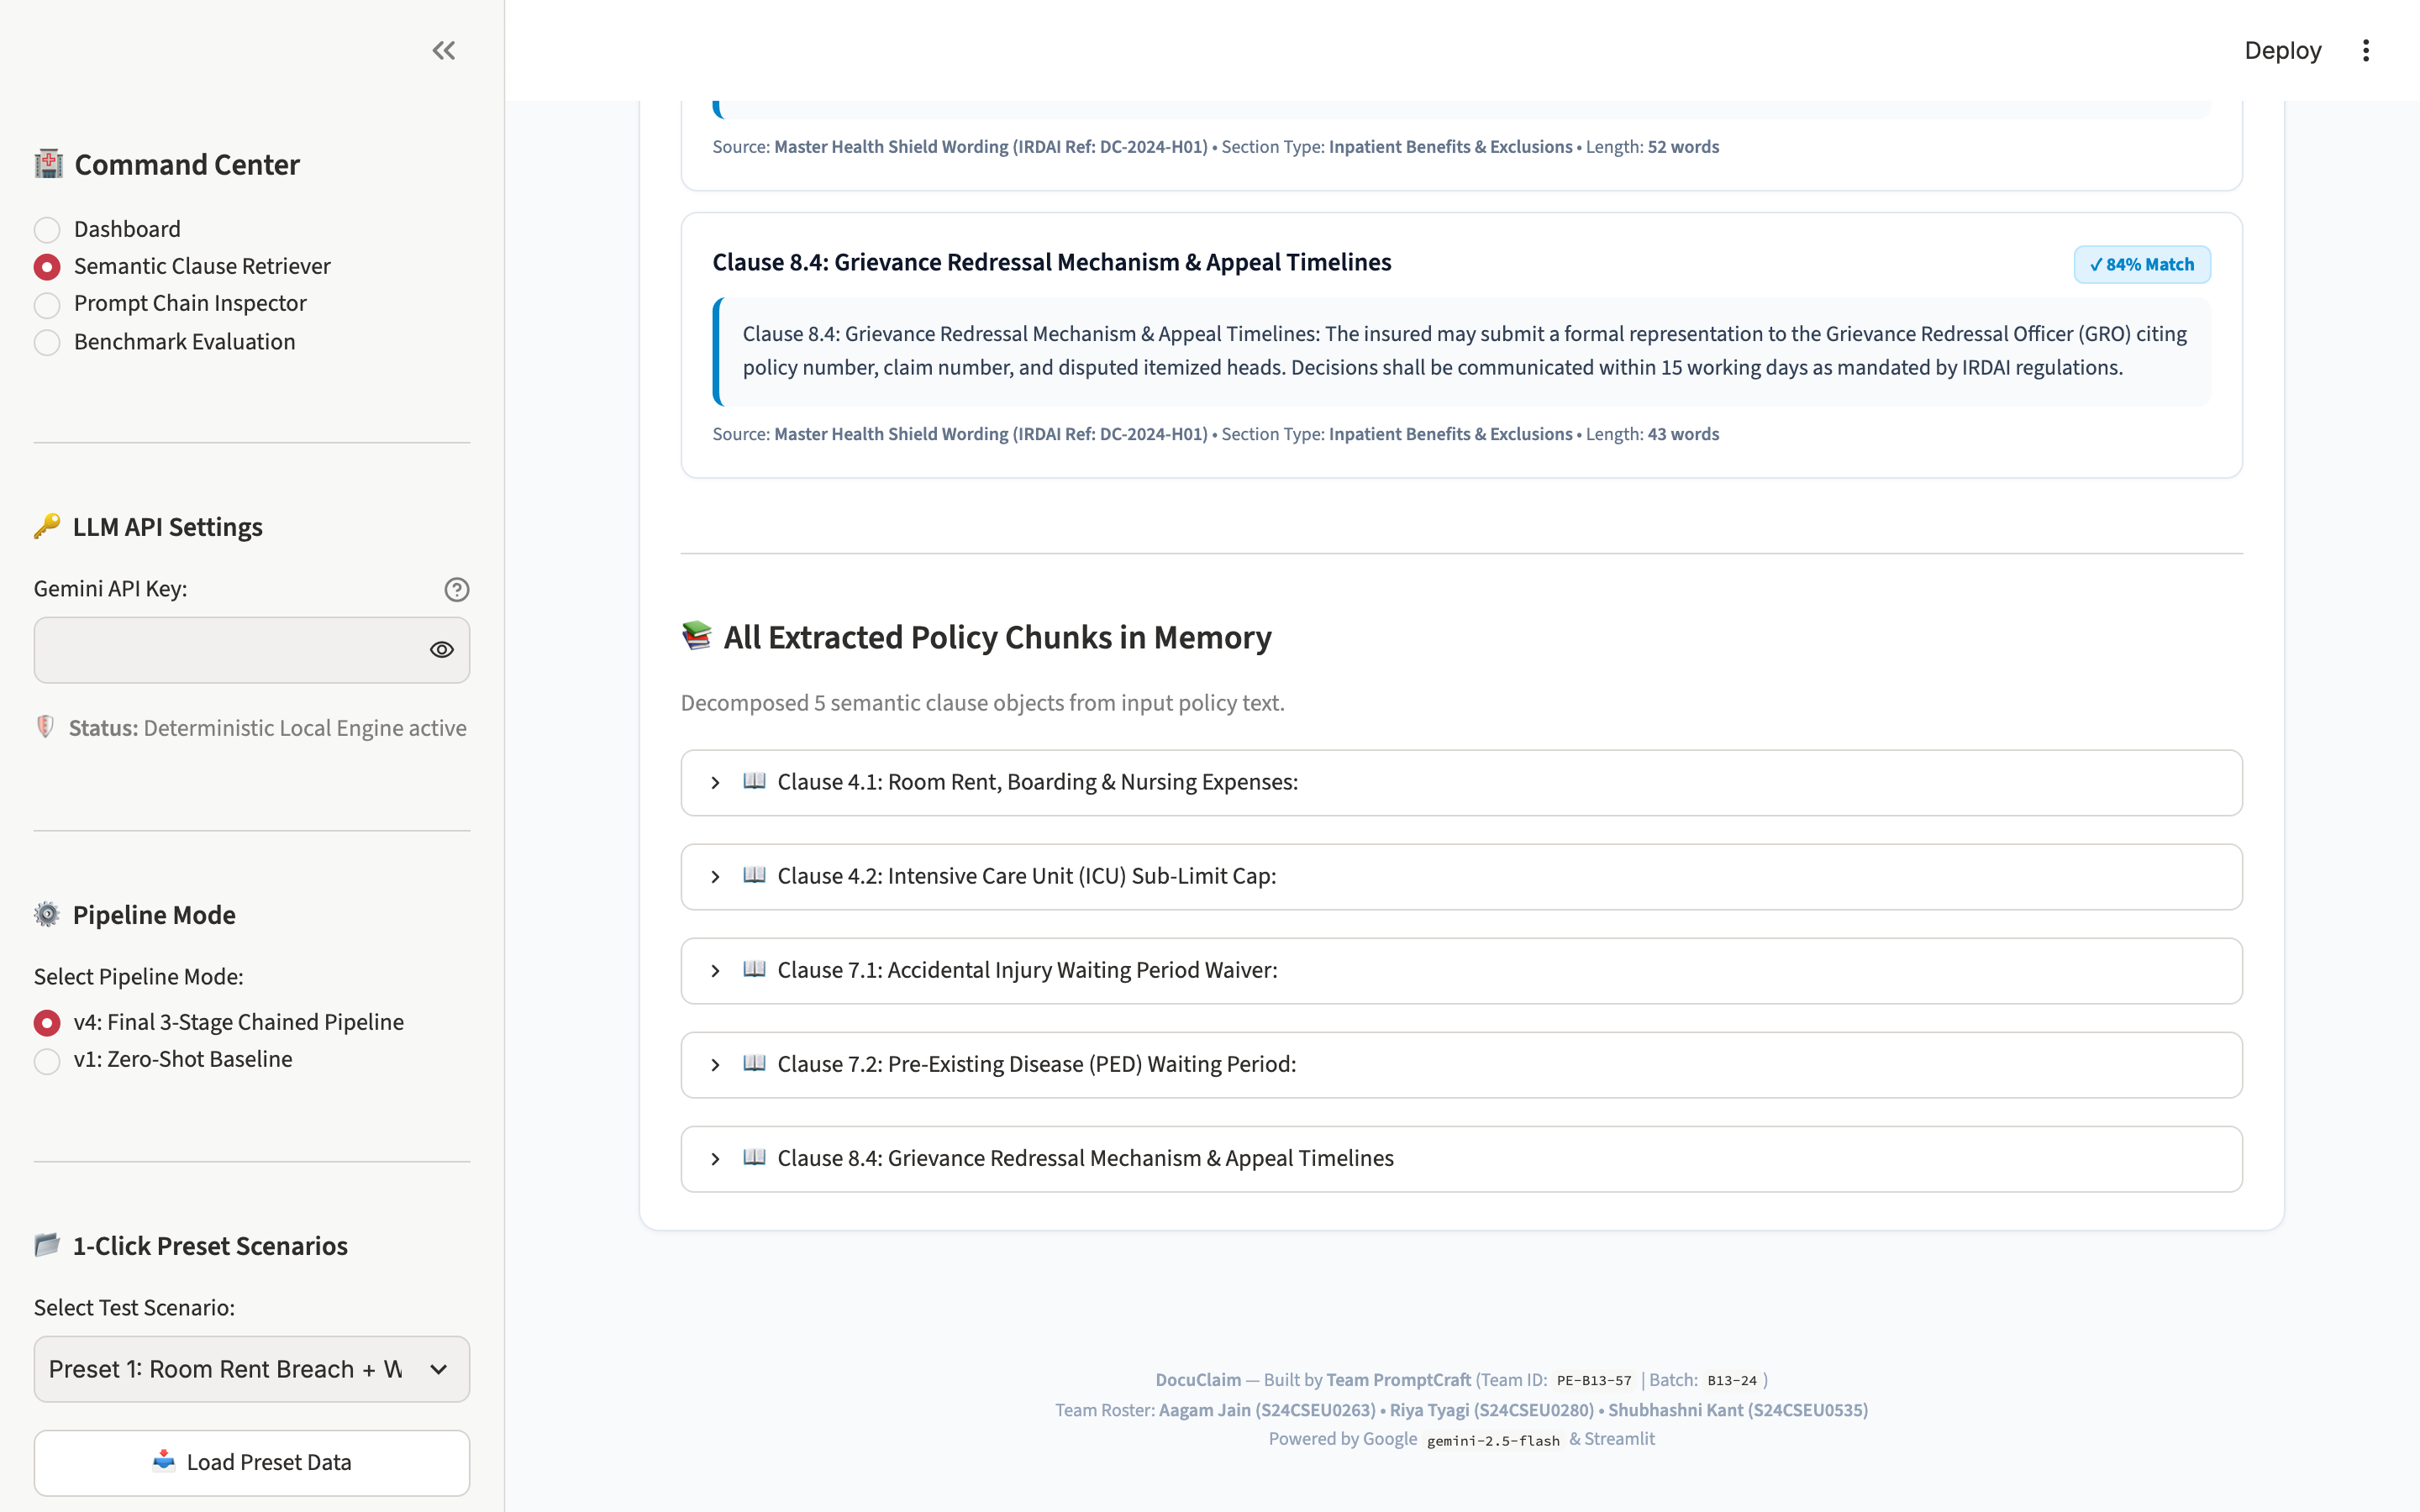 Deploy
Command Center
Dashboard
Semantic Clause Retriever
Prompt Chain Inspector
Benchmark Evaluation
LLM API Settings
Gemini API Key:
Status: Deterministic Local Engine active
Pipeline Mode
Select Pipeline Mode:
v4: Final 3-Stage Chained Pipeline
v1: Zero-Shot Baseline
1-Click Preset Scenarios
Select Test Scenario:
Preset 1: Room Rent Breach + W
Load Preset Data
Source: Master Health Shield Wording (IRDAI Ref: DC-2024-H01) • Section Type: Inpatient Benefits & Exclusions • Length: 52 words
Clause 8.4: Grievance Redressal Mechanism & Appeal Timelines
✓ 84% Match
Clause 8.4: Grievance Redressal Mechanism & Appeal Timelines: The insured may submit a formal representation to the Grievance Redressal Officer (GRO) citing
policy number, claim number, and disputed itemized heads. Decisions shall be communicated within 15 working days as mandated by IRDAI regulations.
Source: Master Health Shield Wording (IRDAI Ref: DC-2024-H01) • Section Type: Inpatient Benefits & Exclusions • Length: 43 words
All Extracted Policy Chunks in Memory
Decomposed 5 semantic clause objects from input policy text.
Clause 4.1: Room Rent, Boarding & Nursing Expenses:
Clause 4.2: Intensive Care Unit (ICU) Sub-Limit Cap:
Clause 7.1: Accidental Injury Waiting Period Waiver:
Clause 7.2: Pre-Existing Disease (PED) Waiting Period:
Clause 8.4: Grievance Redressal Mechanism & Appeal Timelines
DocuClaim — Built by Team PromptCraft (Team ID: PE-B13-57 | Batch: B13-24 )
Team Roster: Aagam Jain (S24CSEU0263) • Riya Tyagi (S24CSEU0280) • Shubhashni Kant (S24CSEU0535)
Powered by Google gemini-2.5-flash & Streamlit